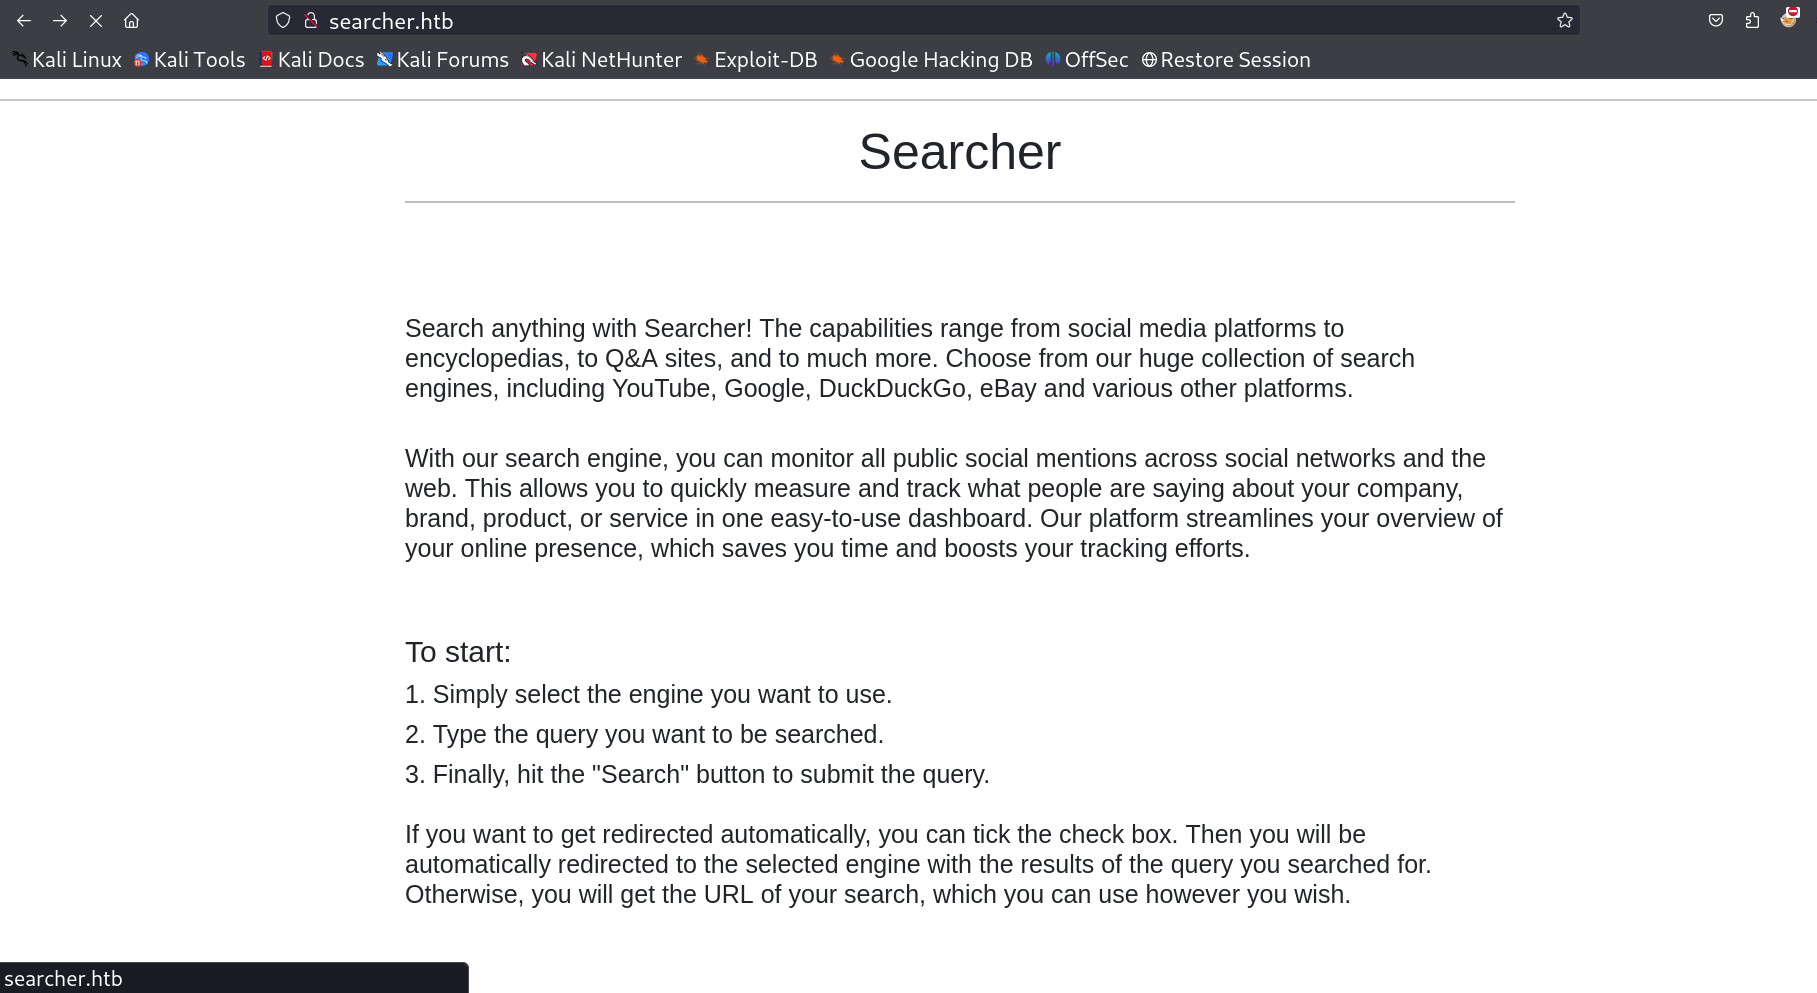 searcher.htb
Kali Linux Kali Tools Kali Docs Kali Forums Kali NetHunter Exploit-DB Google Hacking DB OffSec Restore Session
Searcher
Search anything with Searcher! The capabilities range from social media platforms to
encyclopedias, to Q&A sites, and to much more. Choose from our huge collection of search
engines, including YouTube, Google, DuckDuckGo, eBay and various other platforms.
With our search engine, you can monitor all public social mentions across social networks and the
web. This allows you to quickly measure and track what people are saying about your company,
brand, product, or service in one easy-to-use dashboard. Our platform streamlines your overview of
your online presence, which saves you time and boosts your tracking efforts.
To start:
1. Simply select the engine you want to use.
2. Type the query you want to be searched.
3. Finally, hit the "Search" button to submit the query.
If you want to get redirected automatically, you can tick the check box. Then you will be
automatically redirected to the selected engine with the results of the query you searched for.
Otherwise, you will get the URL of your search, which you can use however you wish.
searcher.htb